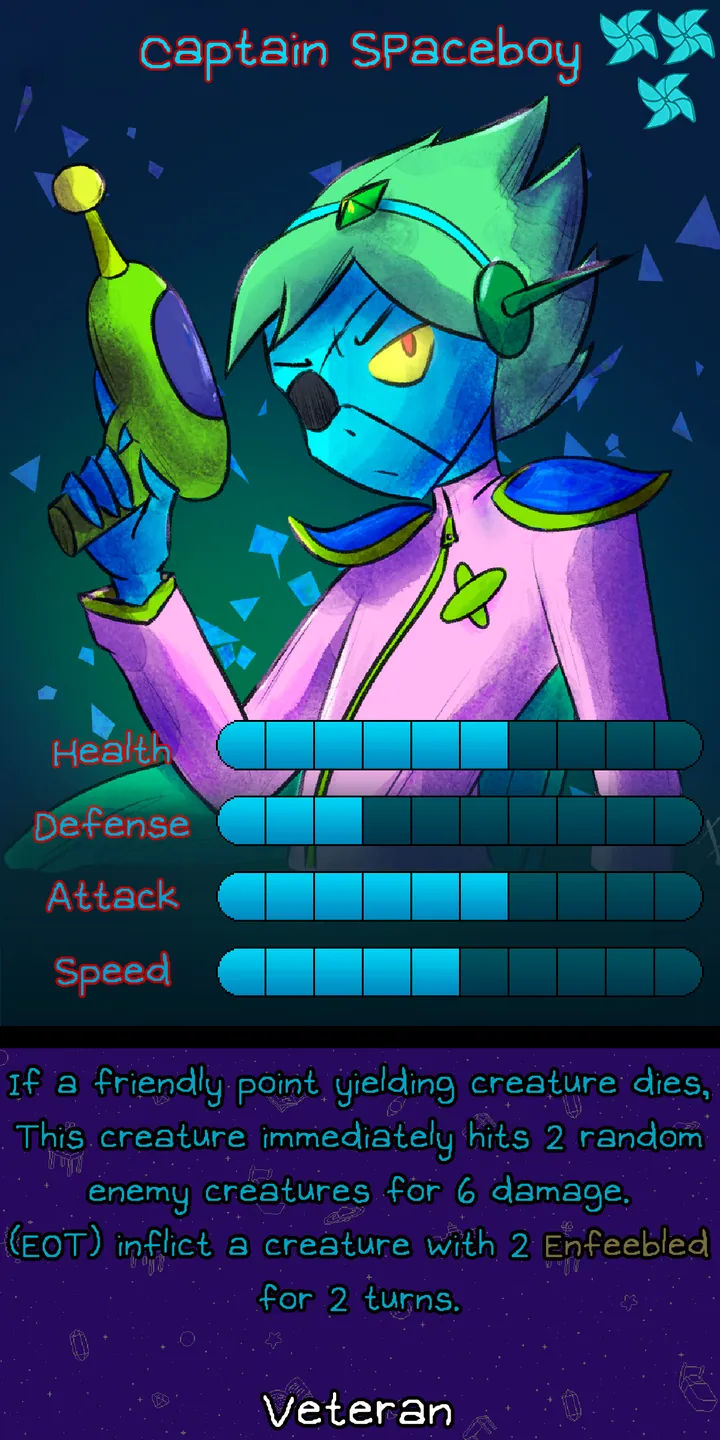 Captain SPaceboy
Health
Defense
Attack
Speed
If a friendly point yielding creature dies,
This creature immediately hits 2 random
enemy creatures for 6 damage.
(EOT) inflict a creature with 2 Enfeebled
for 2 turns.
Veteran